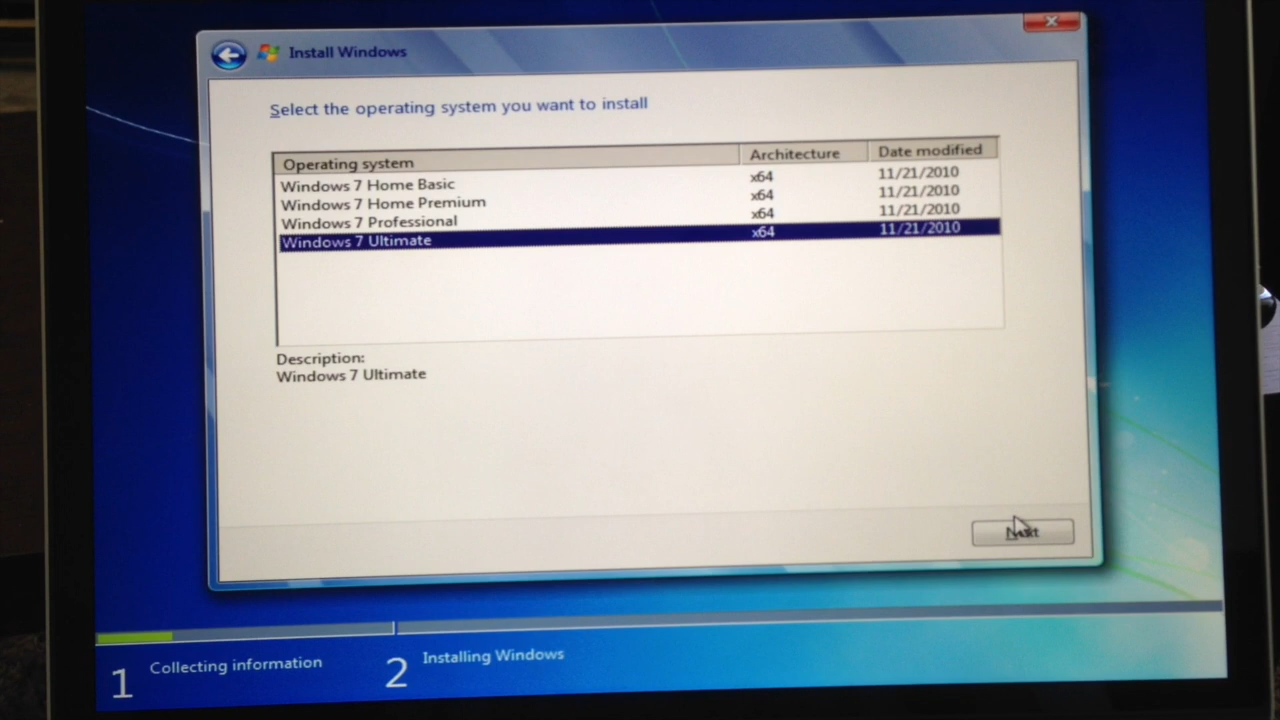 Install Windows
Select the operating system you want to install
Operating system Architecture Date modified
Windows 7 Home Basic x64 11/21/2010
Windows 7 Home Premium x64 11/21/2010
Windows 7 Professional x64 11/21/2010
Windows 7 Ultimate x64 11/21/2010
Description:
Windows 7 Ultimate
Next
1 Collecting information 2 Installing Windows